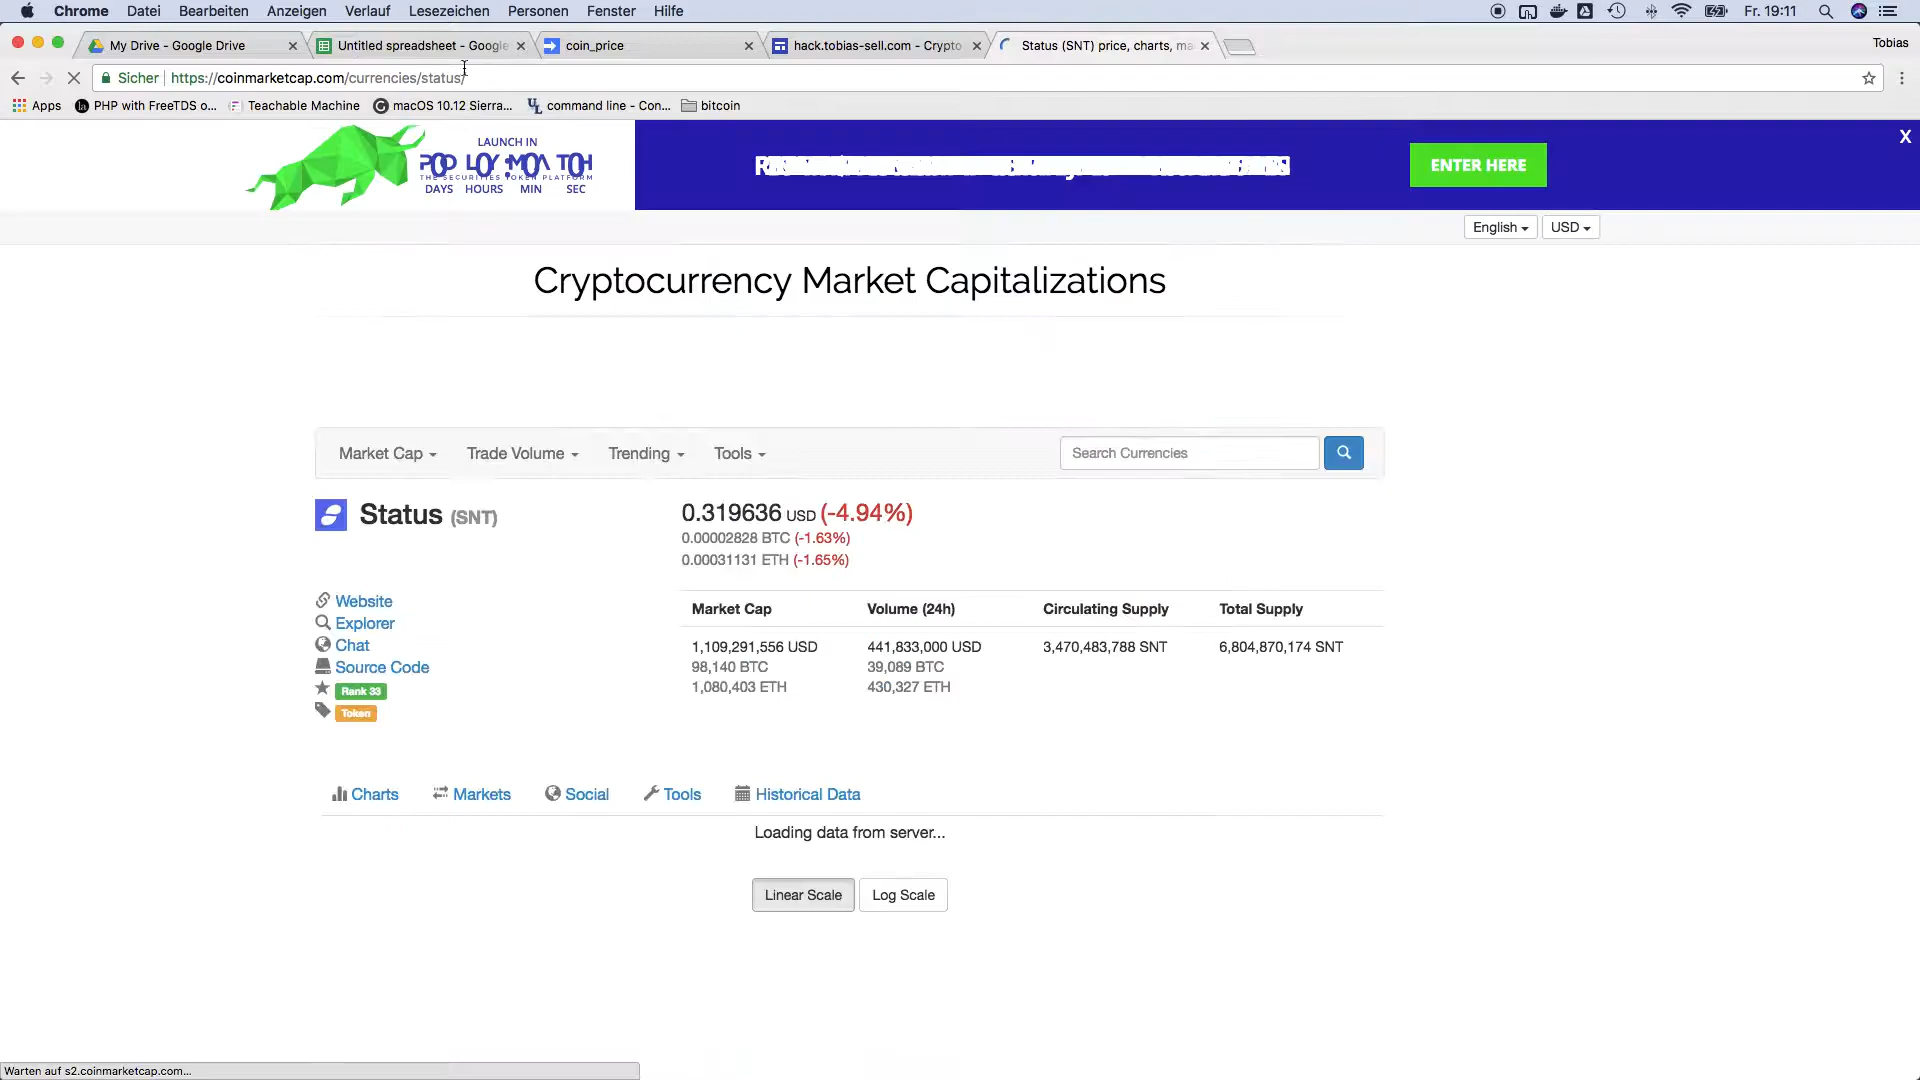 Chrome Datei Bearbeiten Anzeigen Verlauf Lesezeichen Personen Fenster Hilfe Fr. 19:11
My Drive - Google Drive Untitled spreadsheet - Google coin_price hack.tobias-sell.com - Crypto Status (SNT) price, charts, ma Tobias
Sicher https://coinmarketcap.com/currencies/status/
Apps PHP with FreeTDS o... Teachable Machine macOS 10.12 Sierra... command line - Con... bitcoin
LAUNCH IN
THE SECURITIES TOKEN PLATFORM
DAYS HOURS MIN SEC
ENTER HERE
X
English USD
Cryptocurrency Market Capitalizations
Market Cap Trade Volume Trending Tools Search Currencies
Status (SNT)
0.319636 USD (-4.94%)
0.00002828 BTC (-1.63%)
0.00031131 ETH (-1.65%)
Website
Explorer
Chat
Source Code
Rank 33
Token
Market Cap Volume (24h) Circulating Supply Total Supply
1,109,291,556 USD 441,833,000 USD 3,470,483,788 SNT 6,804,870,174 SNT
98,140 BTC 39,089 BTC
1,080,403 ETH 430,327 ETH
Charts Markets Social Tools Historical Data
Loading data from server...
Linear Scale Log Scale
Warten auf s2.coinmarketcap.com...